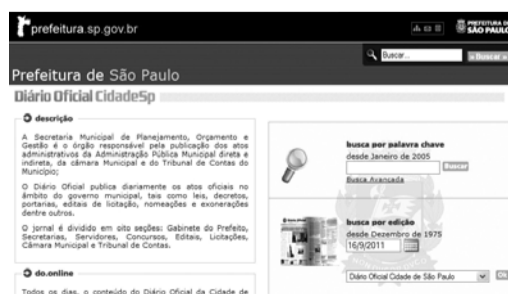 prefeitura.sp.gov.br
PREFEITURA DE
SÃO PAULO
Buscar...
» Buscar »
Prefeitura de São Paulo
Diário Oficial CidadeSp
descrição
A Secretaria Municipal de Planejamento, Orçamento e
Gestão é o órgão responsável pela publicação dos atos
administrativos da Administração Pública Municipal direta e
indireta, da câmara Municipal e do Tribunal de Contas do
Município;
O Diário Oficial publica diariamente os atos oficiais no
âmbito do governo municipal, tais como leis, decretos,
portarias, editais de licitação, nomeações e exonerações
dentre outros.
O jornal é dividido em oito seções: Gabinete do Prefeito,
Secretarias, Servidores, Concursos, Editais, Licitações,
Câmara Municipal e Tribunal de Contas.
do.online
Todos os dias, o conteúdo do Diário Oficial da Cidade de
busca por palavra chave
desde Janeiro de 2005
Buscar
Busca Avançada
busca por edição
desde Dezembro de 1975
16/9/2011
Diário Oficial Cidade de São Paulo
Ok